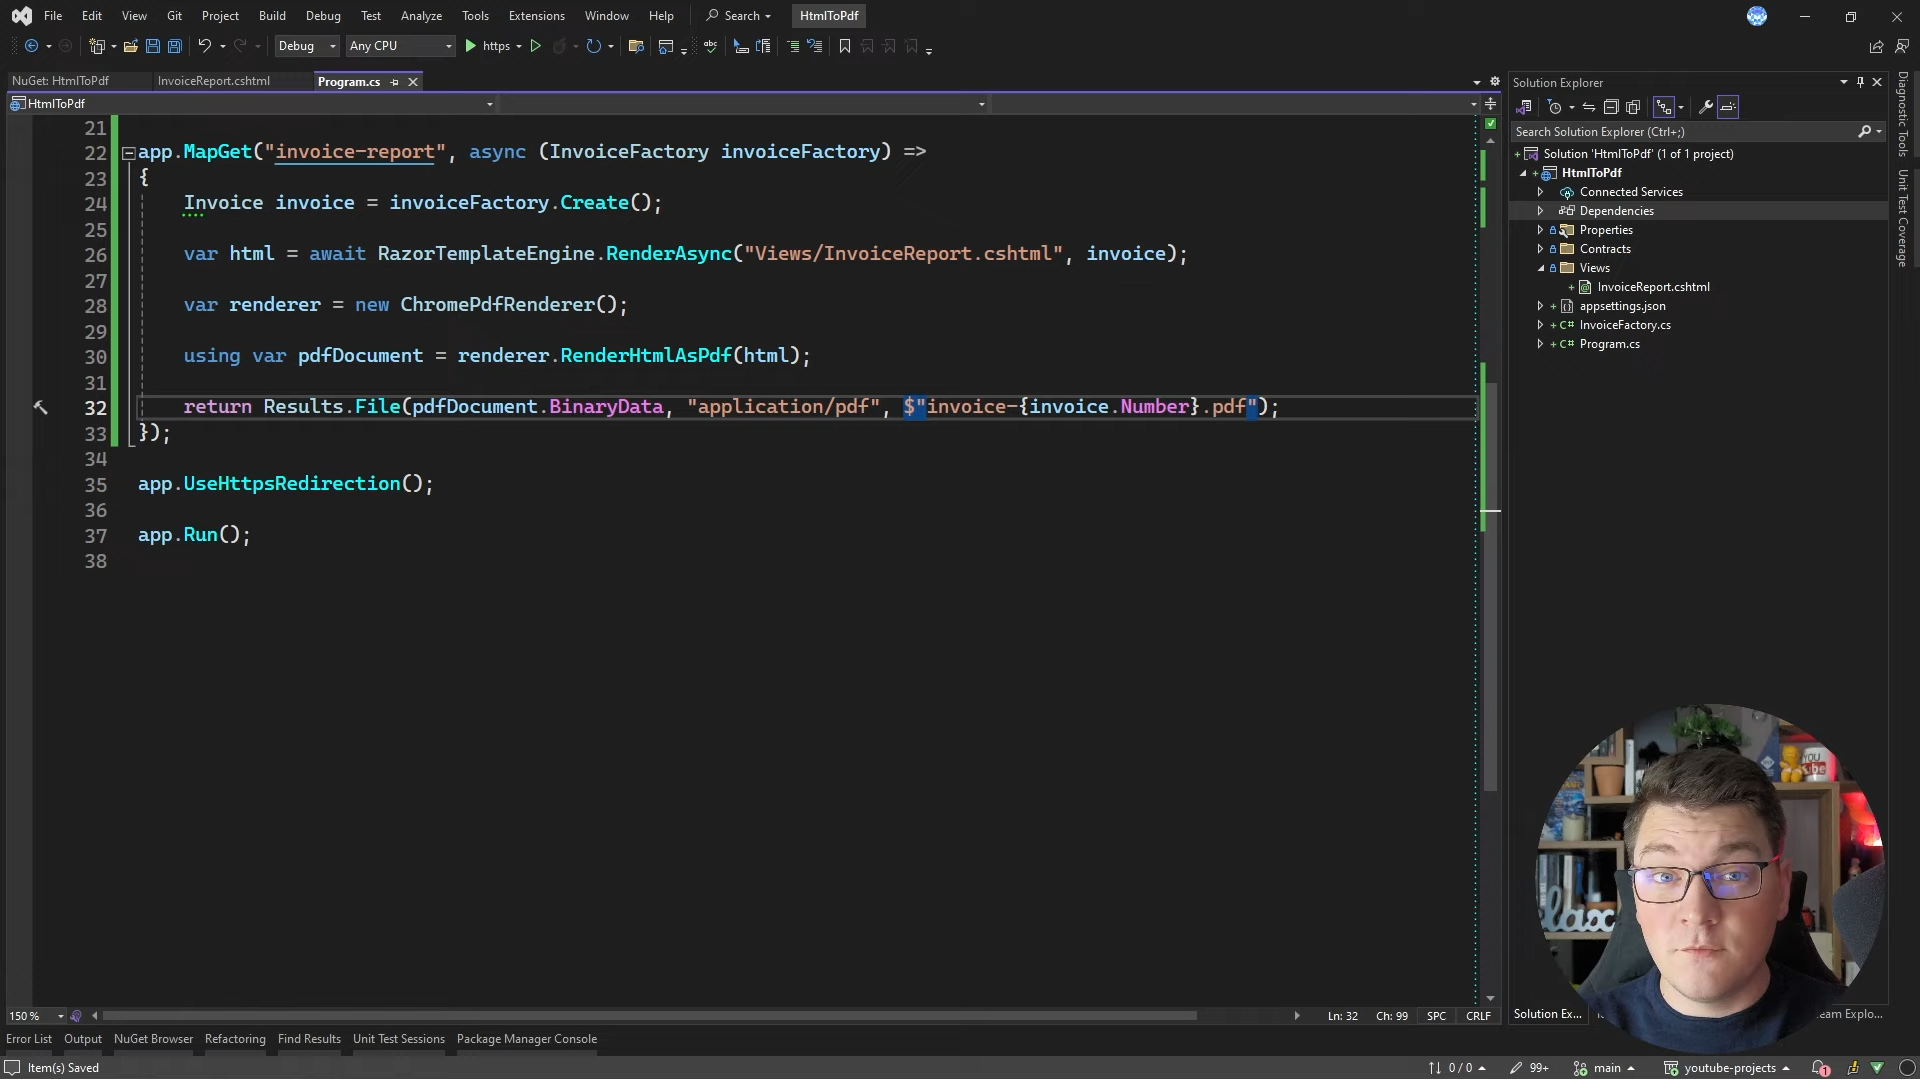 File Edit View Git Project Build Debug Test Analyze Tools Extensions Window Help Search HtmlToPdf
Debug Any CPU https
NuGet: HtmlToPdf InvoiceReport.cshtml Program.cs
HtmlToPdf
21
22 app.MapGet("invoice-report", async (InvoiceFactory invoiceFactory) =>
23 {
24 Invoice invoice = invoiceFactory.Create();
25
26 var html = await RazorTemplateEngine.RenderAsync("Views/InvoiceReport.cshtml", invoice);
27
28 var renderer = new ChromePdfRenderer();
29
30 using var pdfDocument = renderer.RenderHtmlAsPdf(html);
31
32 return Results.File(pdfDocument.BinaryData, "application/pdf", $"invoice-{invoice.Number}.pdf");
33 });
34
35 app.UseHttpsRedirection();
36
37 app.Run();
38
150 % Ln: 32 Ch: 99 SPC CRLF
Solution Explorer
Search Solution Explorer (Ctrl+;)
Solution 'HtmlToPdf' (1 of 1 project)
HtmlToPdf
Connected Services
Dependencies
Properties
Contracts
Views
InvoiceReport.cshtml
appsettings.json
C# InvoiceFactory.cs
C# Program.cs
Diagnostic Tools
Unit Test Coverage
YOU
Solution Ex... eam Explo...
Error List Output NuGet Browser Refactoring Find Results Unit Test Sessions Package Manager Console
Item(s) Saved 0 / 0 99+ main youtube-projects 1